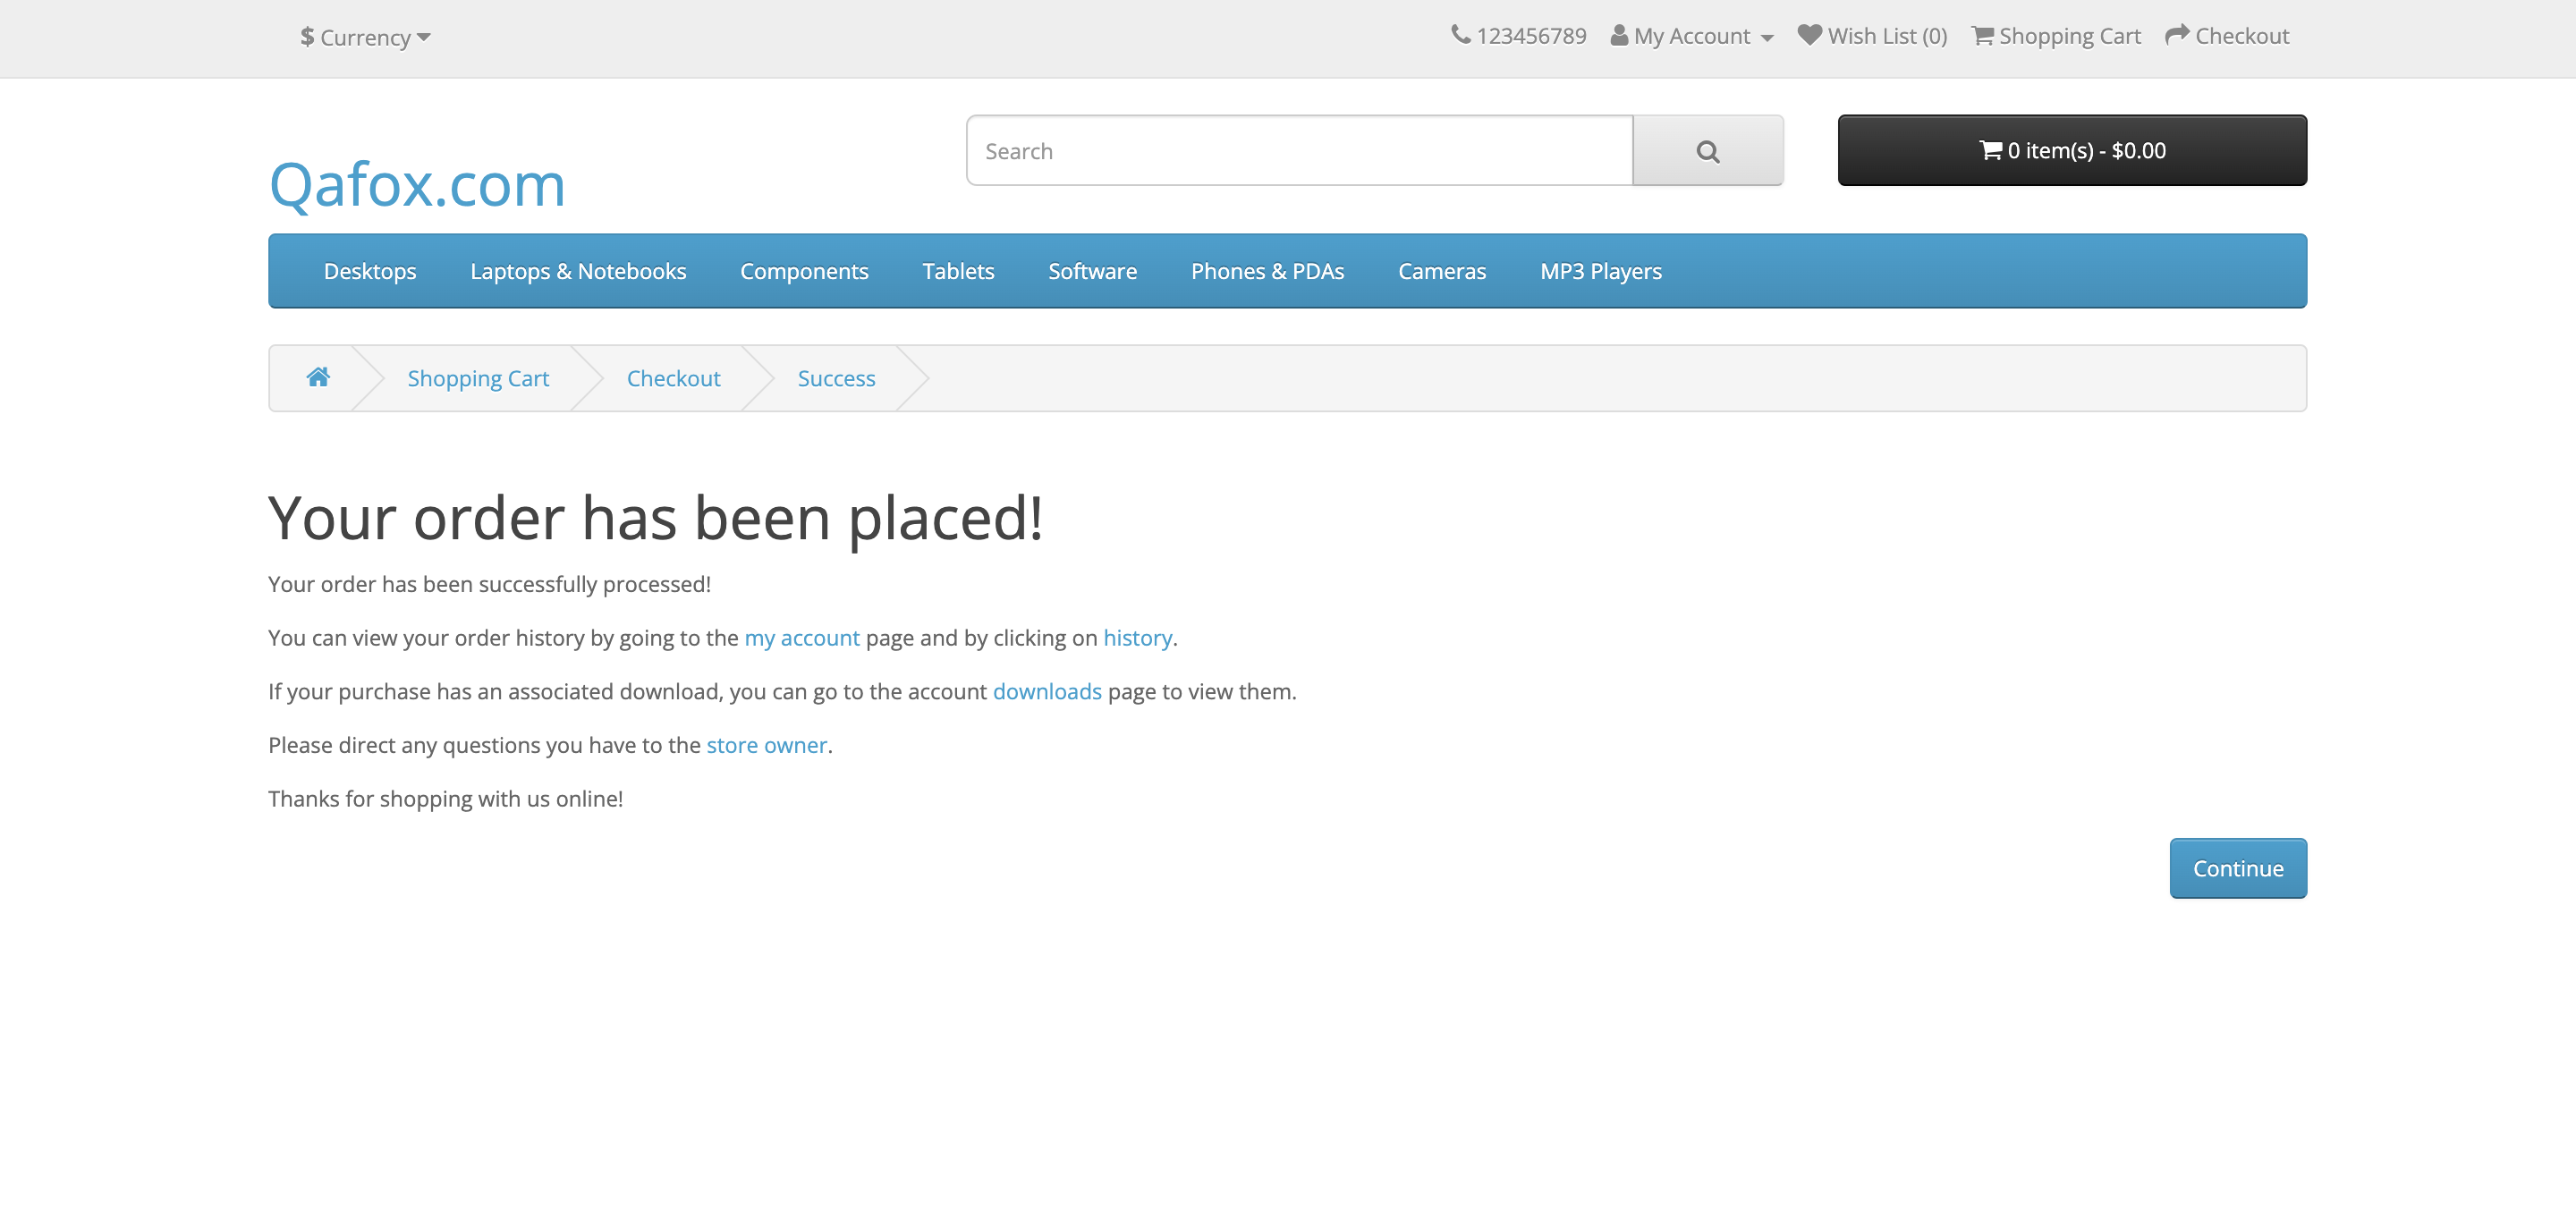 $ Currency
123456789 My Account Wish List (0) Shopping Cart Checkout
Qafox.com
Search
0 item(s) - $0.00
Desktops Laptops & Notebooks Components Tablets Software Phones & PDAs Cameras MP3 Players
Shopping Cart Checkout Success
Your order has been placed!
Your order has been successfully processed!
You can view your order history by going to the my account page and by clicking on history.
If your purchase has an associated download, you can go to the account downloads page to view them.
Please direct any questions you have to the store owner.
Thanks for shopping with us online!
Continue